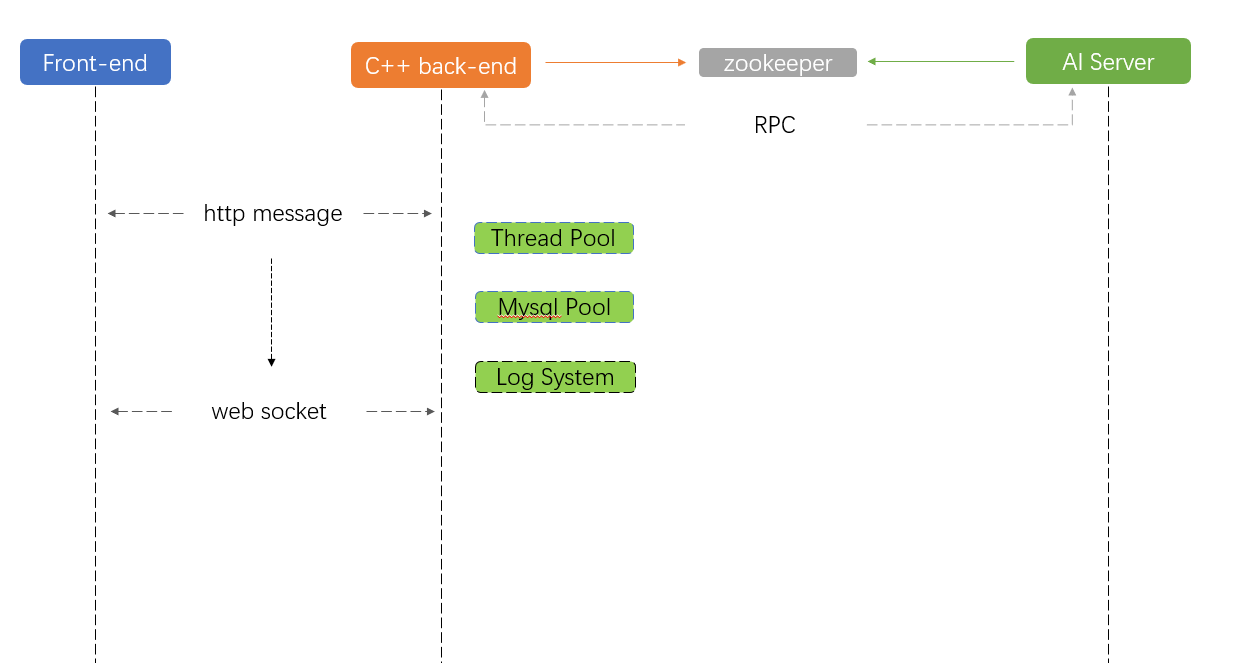 Front-end
C++ back-end
zookeeper
AI Server
RPC
http message
Thread Pool
Mysql Pool
Log System
web socket